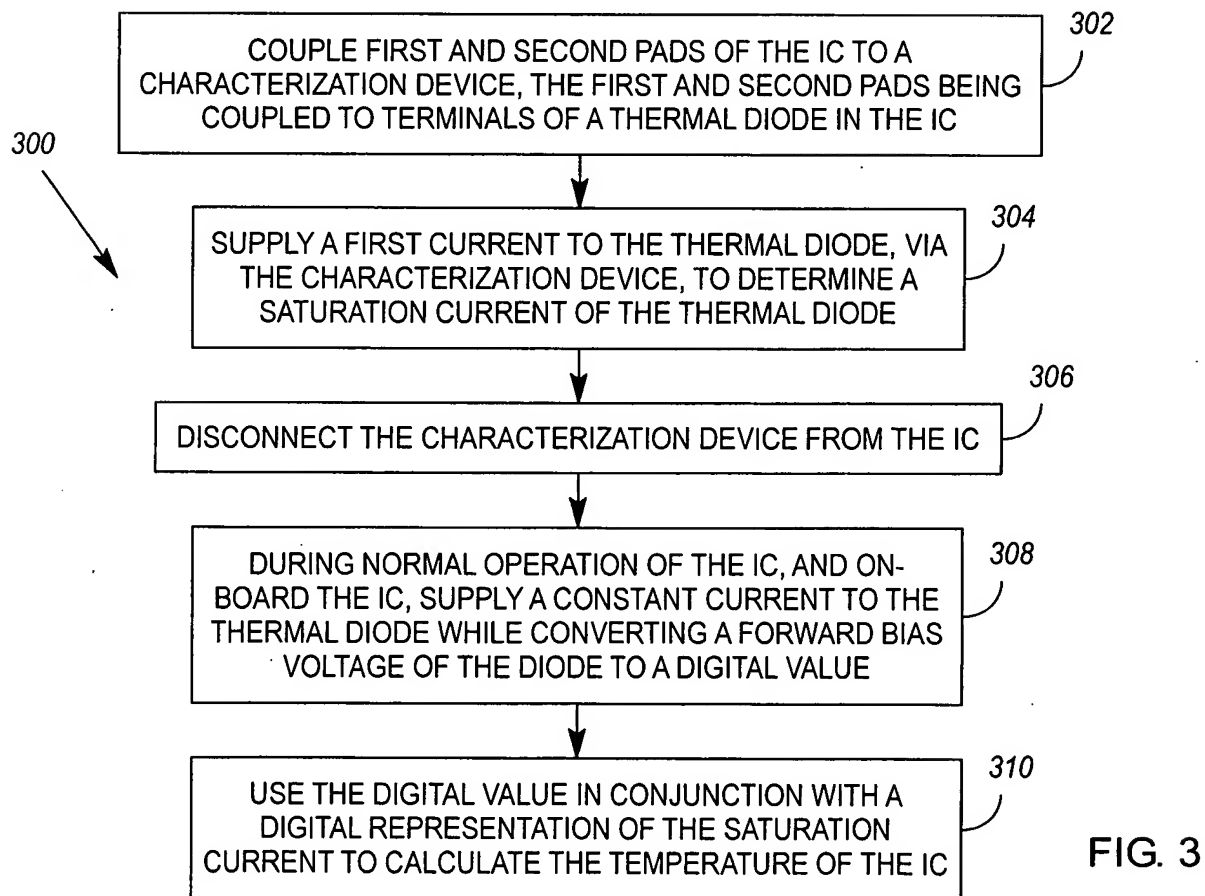 302
COUPLE FIRST AND SECOND PADS OF THE IC TO A
CHARACTERIZATION DEVICE, THE FIRST AND SECOND PADS BEING
COUPLED TO TERMINALS OF A THERMAL DIODE IN THE IC
300
304
SUPPLY A FIRST CURRENT TO THE THERMAL DIODE, VIA
THE CHARACTERIZATION DEVICE, TO DETERMINE A
SATURATION CURRENT OF THE THERMAL DIODE
306
DISCONNECT THE CHARACTERIZATION DEVICE FROM THE IC
308
DURING NORMAL OPERATION OF THE IC, AND ON-
BOARD THE IC, SUPPLY A CONSTANT CURRENT TO THE
THERMAL DIODE WHILE CONVERTING A FORWARD BIAS
VOLTAGE OF THE DIODE TO A DIGITAL VALUE
310
USE THE DIGITAL VALUE IN CONJUNCTION WITH A
DIGITAL REPRESENTATION OF THE SATURATION
CURRENT TO CALCULATE THE TEMPERATURE OF THE IC
FIG. 3